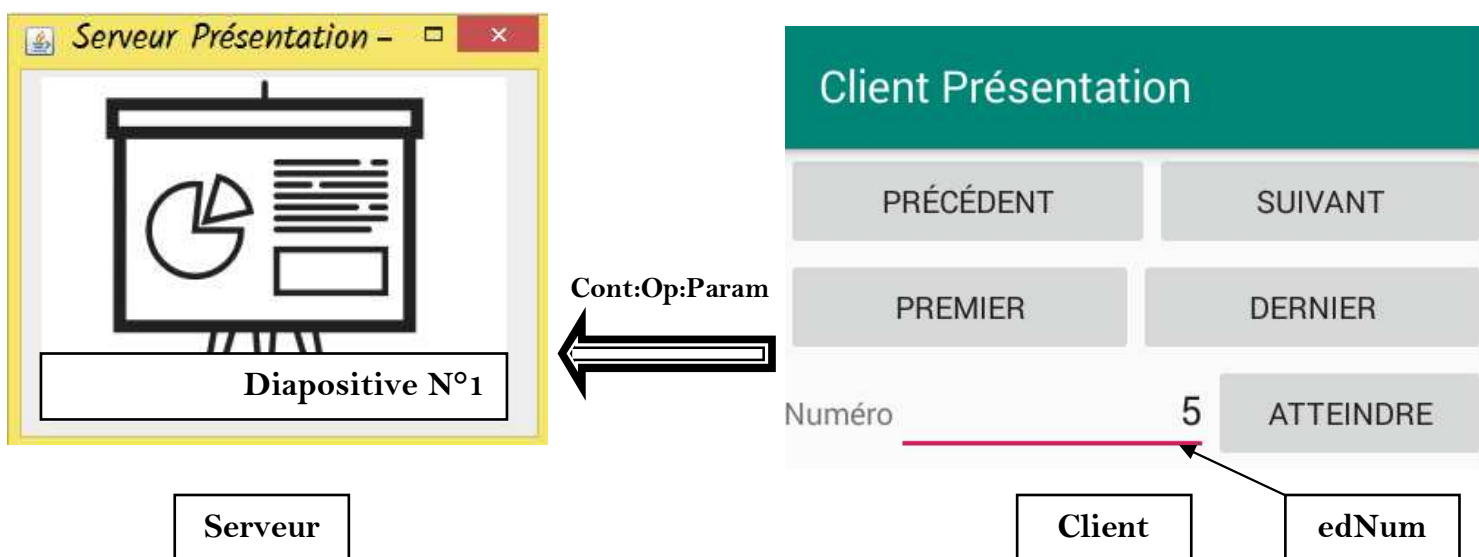 Serveur Présentation –
Diapositive N°1
Serveur
Cont:Op:Param
Client Présentation
PRÉCÉDENT SUIVANT
PREMIER DERNIER
Numéro 5 ATTEINDRE
Client edNum